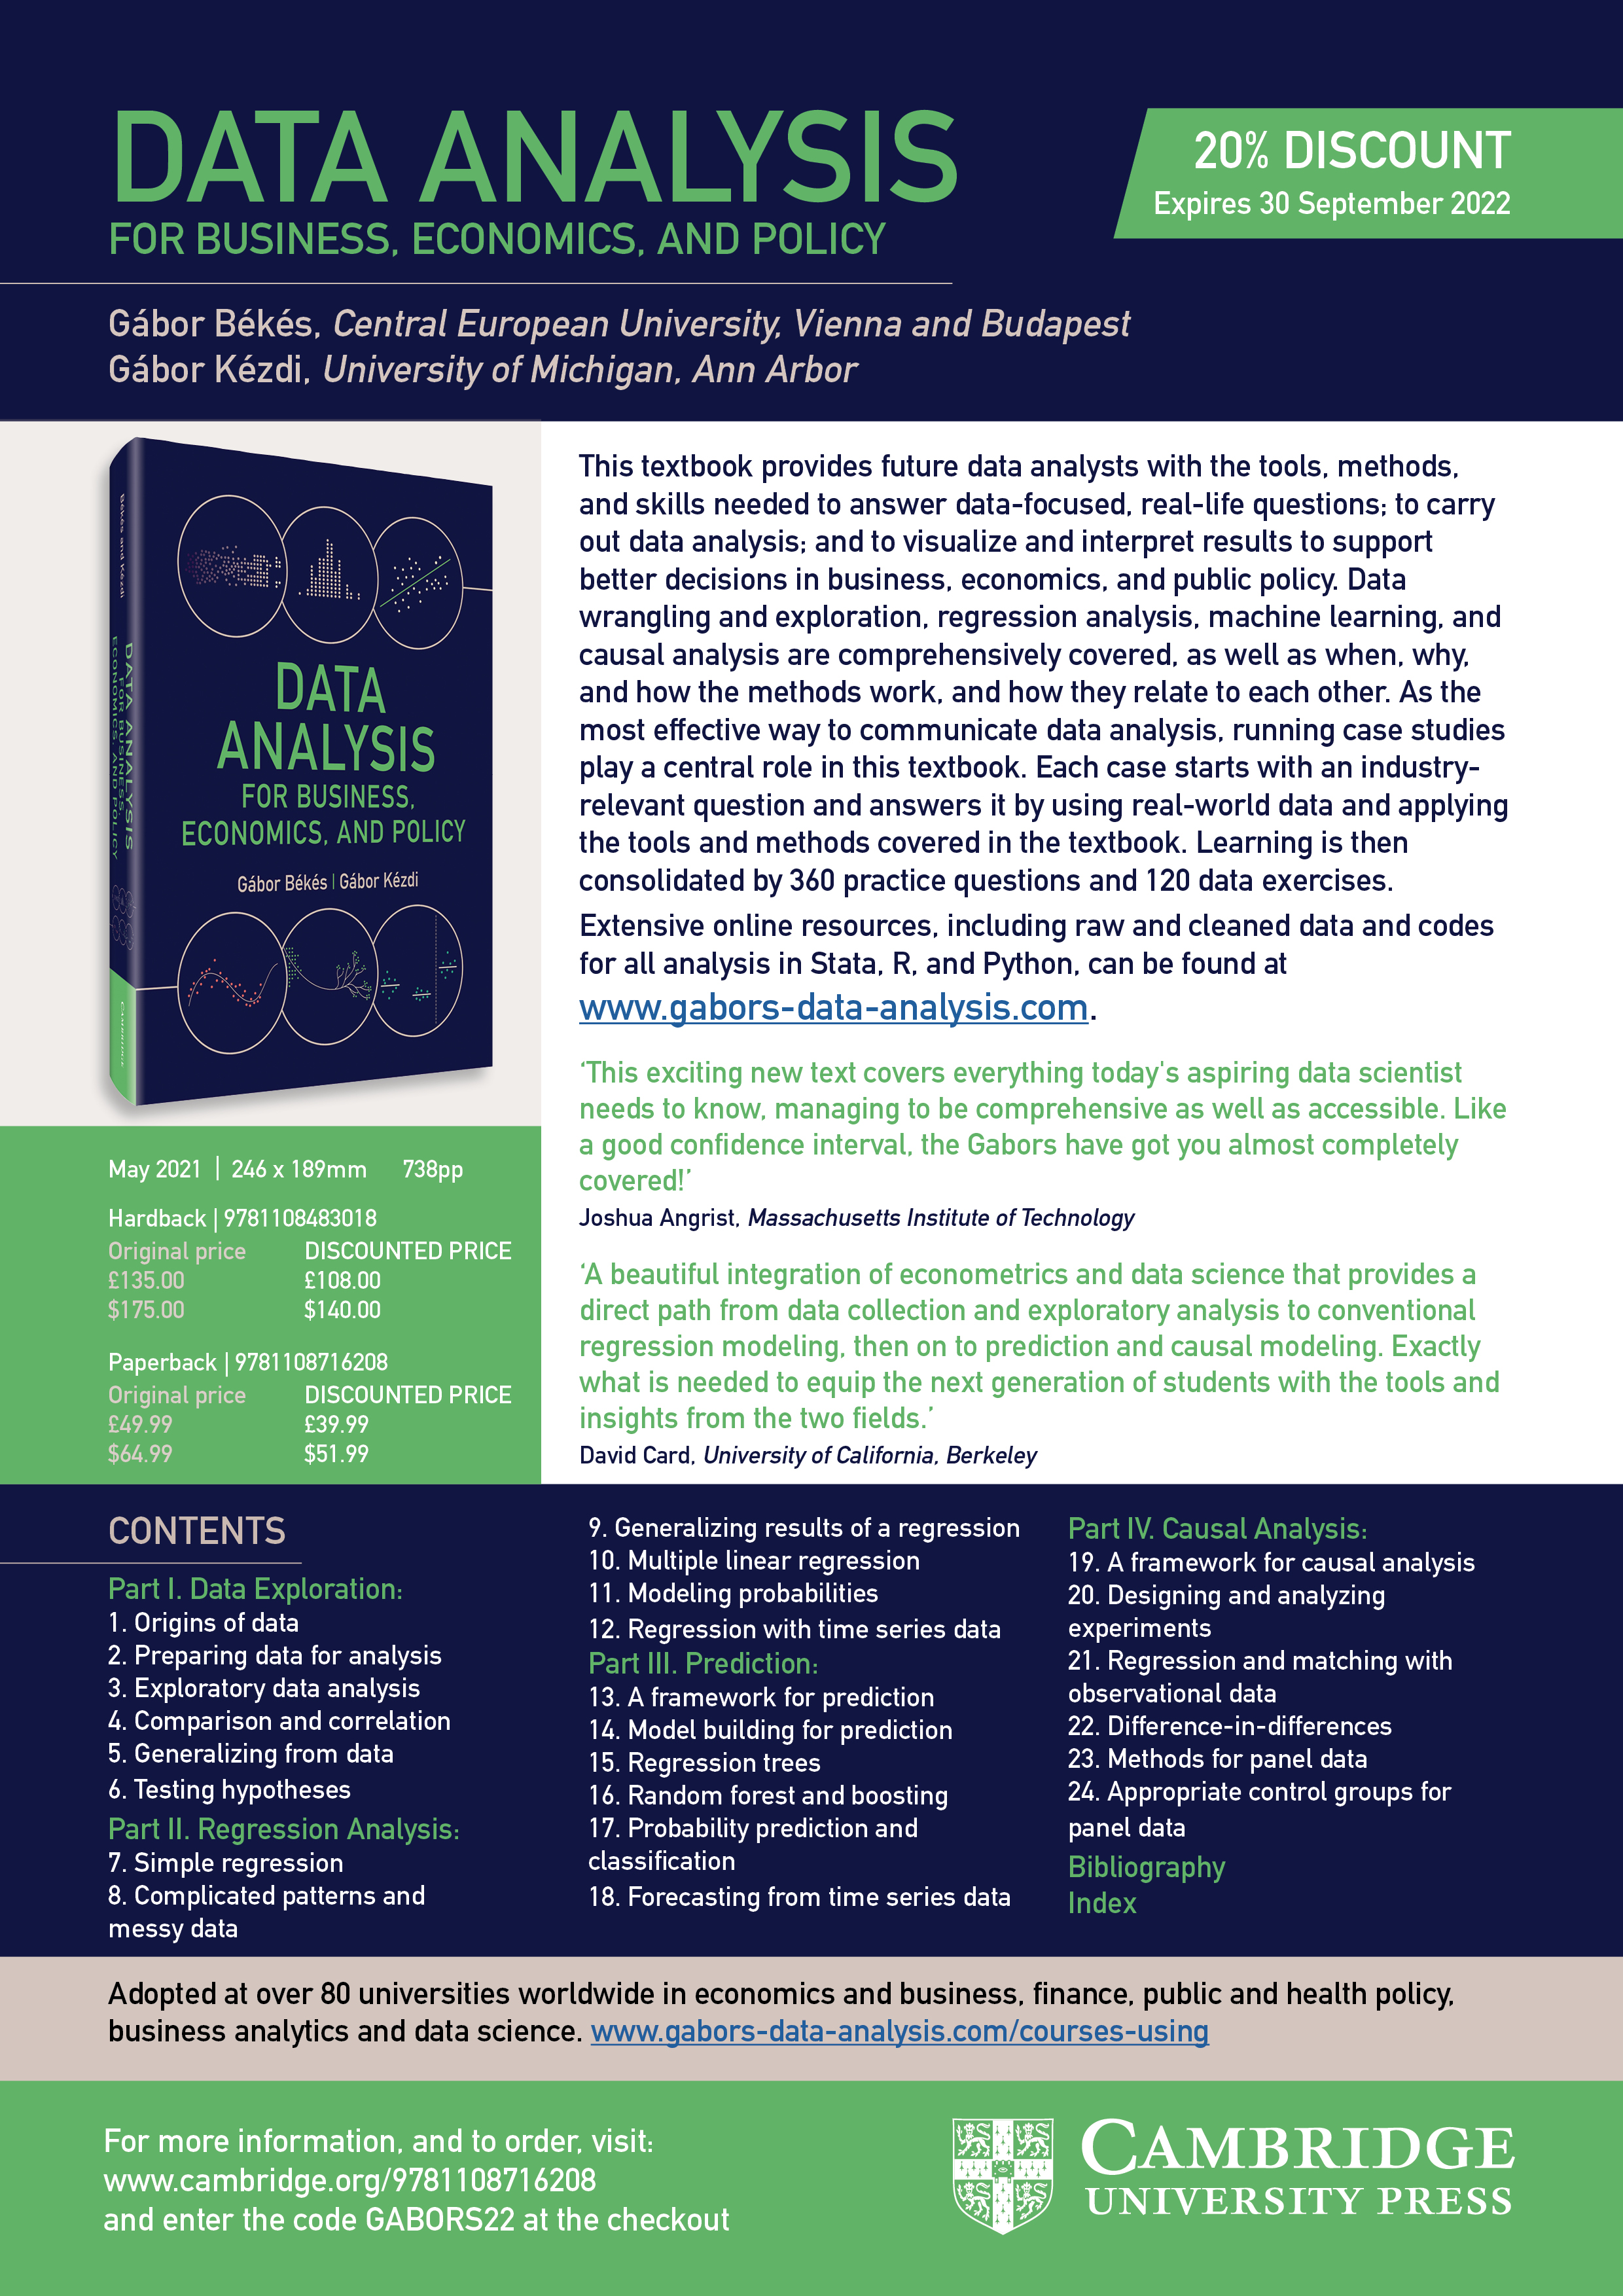 DATA ANALYSIS
FOR BUSINESS, ECONOMICS, AND POLICY
20% DISCOUNT
Expires 30 September 2022
Gábor Békés, Central European University, Vienna and Budapest
Gábor Kézdi, University of Michigan, Ann Arbor
Békés and Kézdi
DATA ANALYSIS
FOR BUSINESS,
ECONOMICS, AND POLICY
CAMBRIDGE
DATA
ANALYSIS
FOR BUSINESS,
ECONOMICS, AND POLICY
Gábor Békés | Gábor Kézdi
This textbook provides future data analysts with the tools, methods,
and skills needed to answer data-focused, real-life questions; to carry
out data analysis; and to visualize and interpret results to support
better decisions in business, economics, and public policy. Data
wrangling and exploration, regression analysis, machine learning, and
causal analysis are comprehensively covered, as well as when, why,
and how the methods work, and how they relate to each other. As the
most effective way to communicate data analysis, running case studies
play a central role in this textbook. Each case starts with an industry-
relevant question and answers it by using real-world data and applying
the tools and methods covered in the textbook. Learning is then
consolidated by 360 practice questions and 120 data exercises.
Extensive online resources, including raw and cleaned data and codes
for all analysis in Stata, R, and Python, can be found at
www.gabors-data-analysis.com.
‘This exciting new text covers everything today's aspiring data scientist
needs to know, managing to be comprehensive as well as accessible. Like
a good confidence interval, the Gabors have got you almost completely
covered!’
Joshua Angrist, Massachusetts Institute of Technology
‘A beautiful integration of econometrics and data science that provides a
direct path from data collection and exploratory analysis to conventional
regression modeling, then on to prediction and causal modeling. Exactly
what is needed to equip the next generation of students with the tools and
insights from the two fields.’
David Card, University of California, Berkeley
May 2021 | 246 x 189mm 738pp
Hardback | 9781108483018
Original price DISCOUNTED PRICE
£135.00 £108.00
$175.00 $140.00
Paperback | 9781108716208
Original price DISCOUNTED PRICE
£49.99 £39.99
$64.99 $51.99
CONTENTS
Part I. Data Exploration:
1. Origins of data
2. Preparing data for analysis
3. Exploratory data analysis
4. Comparison and correlation
5. Generalizing from data
6. Testing hypotheses
Part II. Regression Analysis:
7. Simple regression
8. Complicated patterns and
messy data
9. Generalizing results of a regression
10. Multiple linear regression
11. Modeling probabilities
12. Regression with time series data
Part III. Prediction:
13. A framework for prediction
14. Model building for prediction
15. Regression trees
16. Random forest and boosting
17. Probability prediction and
classification
18. Forecasting from time series data
Part IV. Causal Analysis:
19. A framework for causal analysis
20. Designing and analyzing
experiments
21. Regression and matching with
observational data
22. Difference-in-differences
23. Methods for panel data
24. Appropriate control groups for
panel data
Bibliography
Index
Adopted at over 80 universities worldwide in economics and business, finance, public and health policy,
business analytics and data science. www.gabors-data-analysis.com/courses-using
For more information, and to order, visit:
www.cambridge.org/9781108716208
and enter the code GABORS22 at the checkout
CAMBRIDGE
UNIVERSITY PRESS